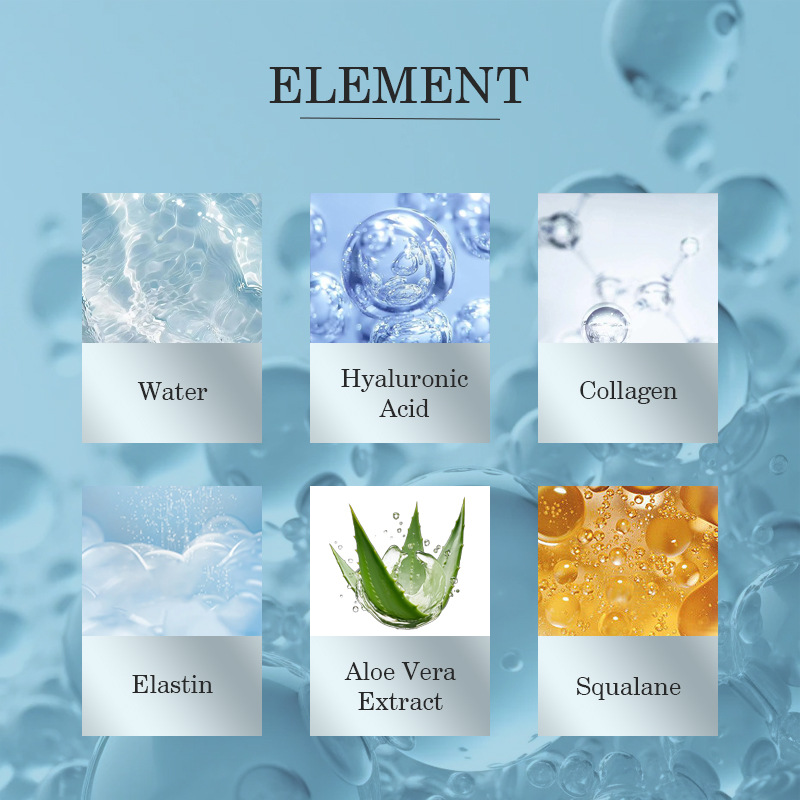 ELEMENT
Water
Hyaluronic
Acid
Collagen
Elastin
Aloe Vera
Extract
Squalane